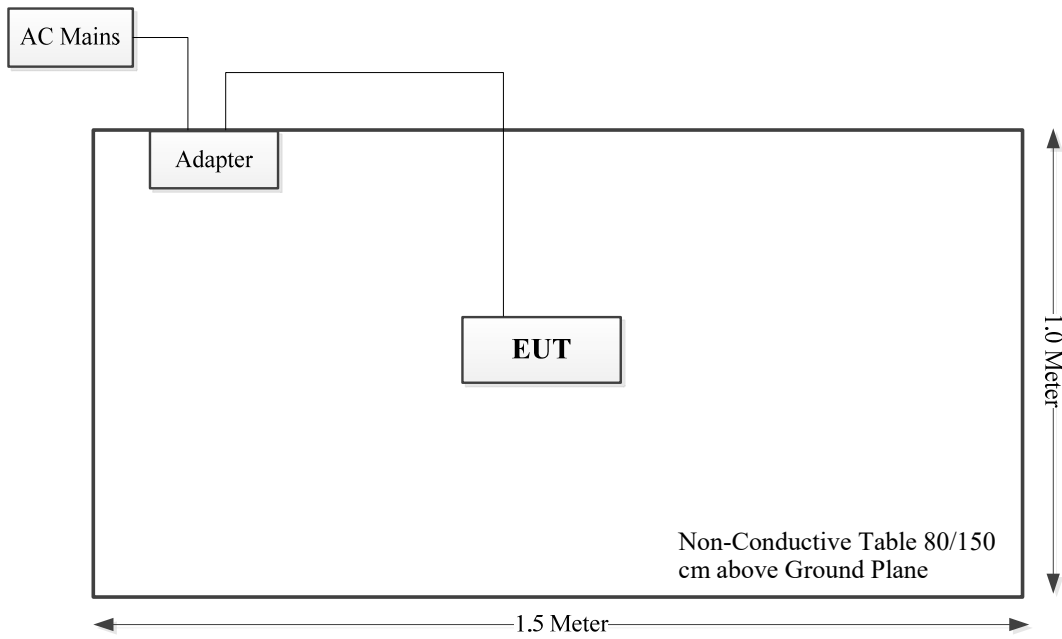 AC Mains
Adapter
EUT
1.0 Meter
Non-Conductive Table 80/150
cm above Ground Plane
1.5 Meter